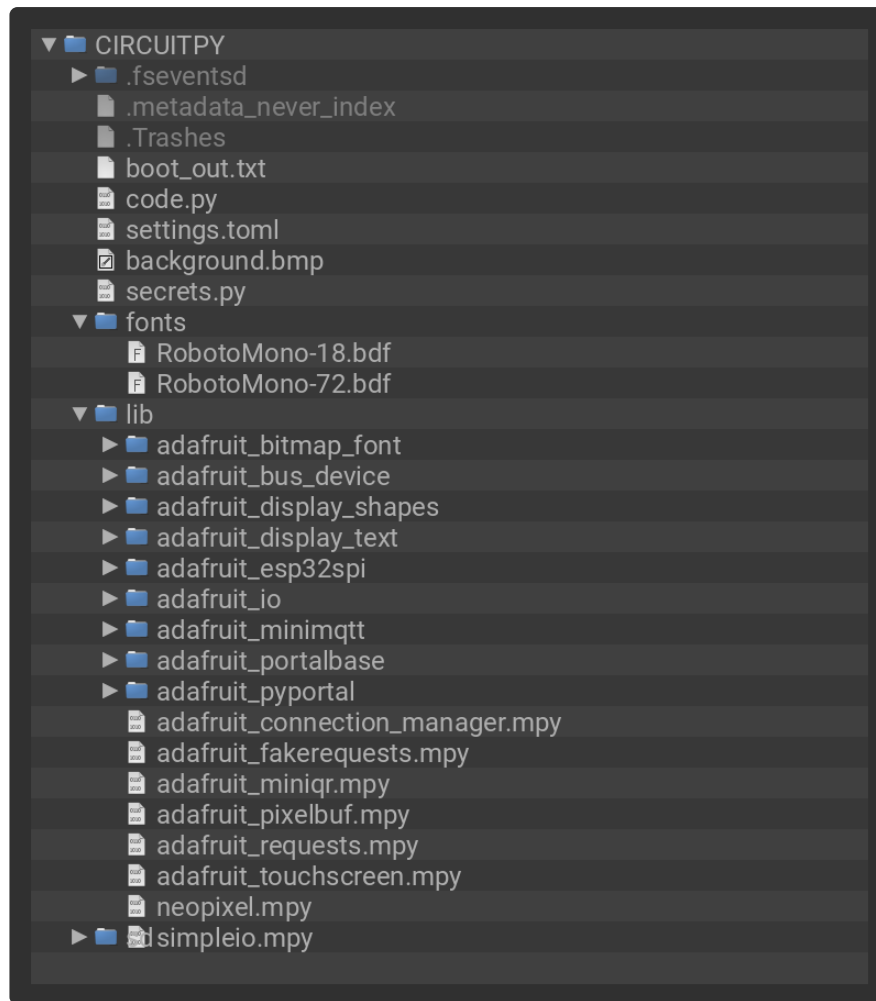 CIRCUITPY
.fseventsd
.metadata_never_index
.Trashes
boot_out.txt
code.py
settings.toml
background.bmp
secrets.py
fonts
RobotoMono-18.bdf
RobotoMono-72.bdf
lib
adafruit_bitmap_font
adafruit_bus_device
adafruit_display_shapes
adafruit_display_text
adafruit_esp32spi
adafruit_io
adafruit_minimqtt
adafruit_portalbase
adafruit_pyportal
adafruit_connection_manager.mpy
adafruit_fakerequests.mpy
adafruit_miniqr.mpy
adafruit_pixelbuf.mpy
adafruit_requests.mpy
adafruit_touchscreen.mpy
neopixel.mpy
simpleio.mpy